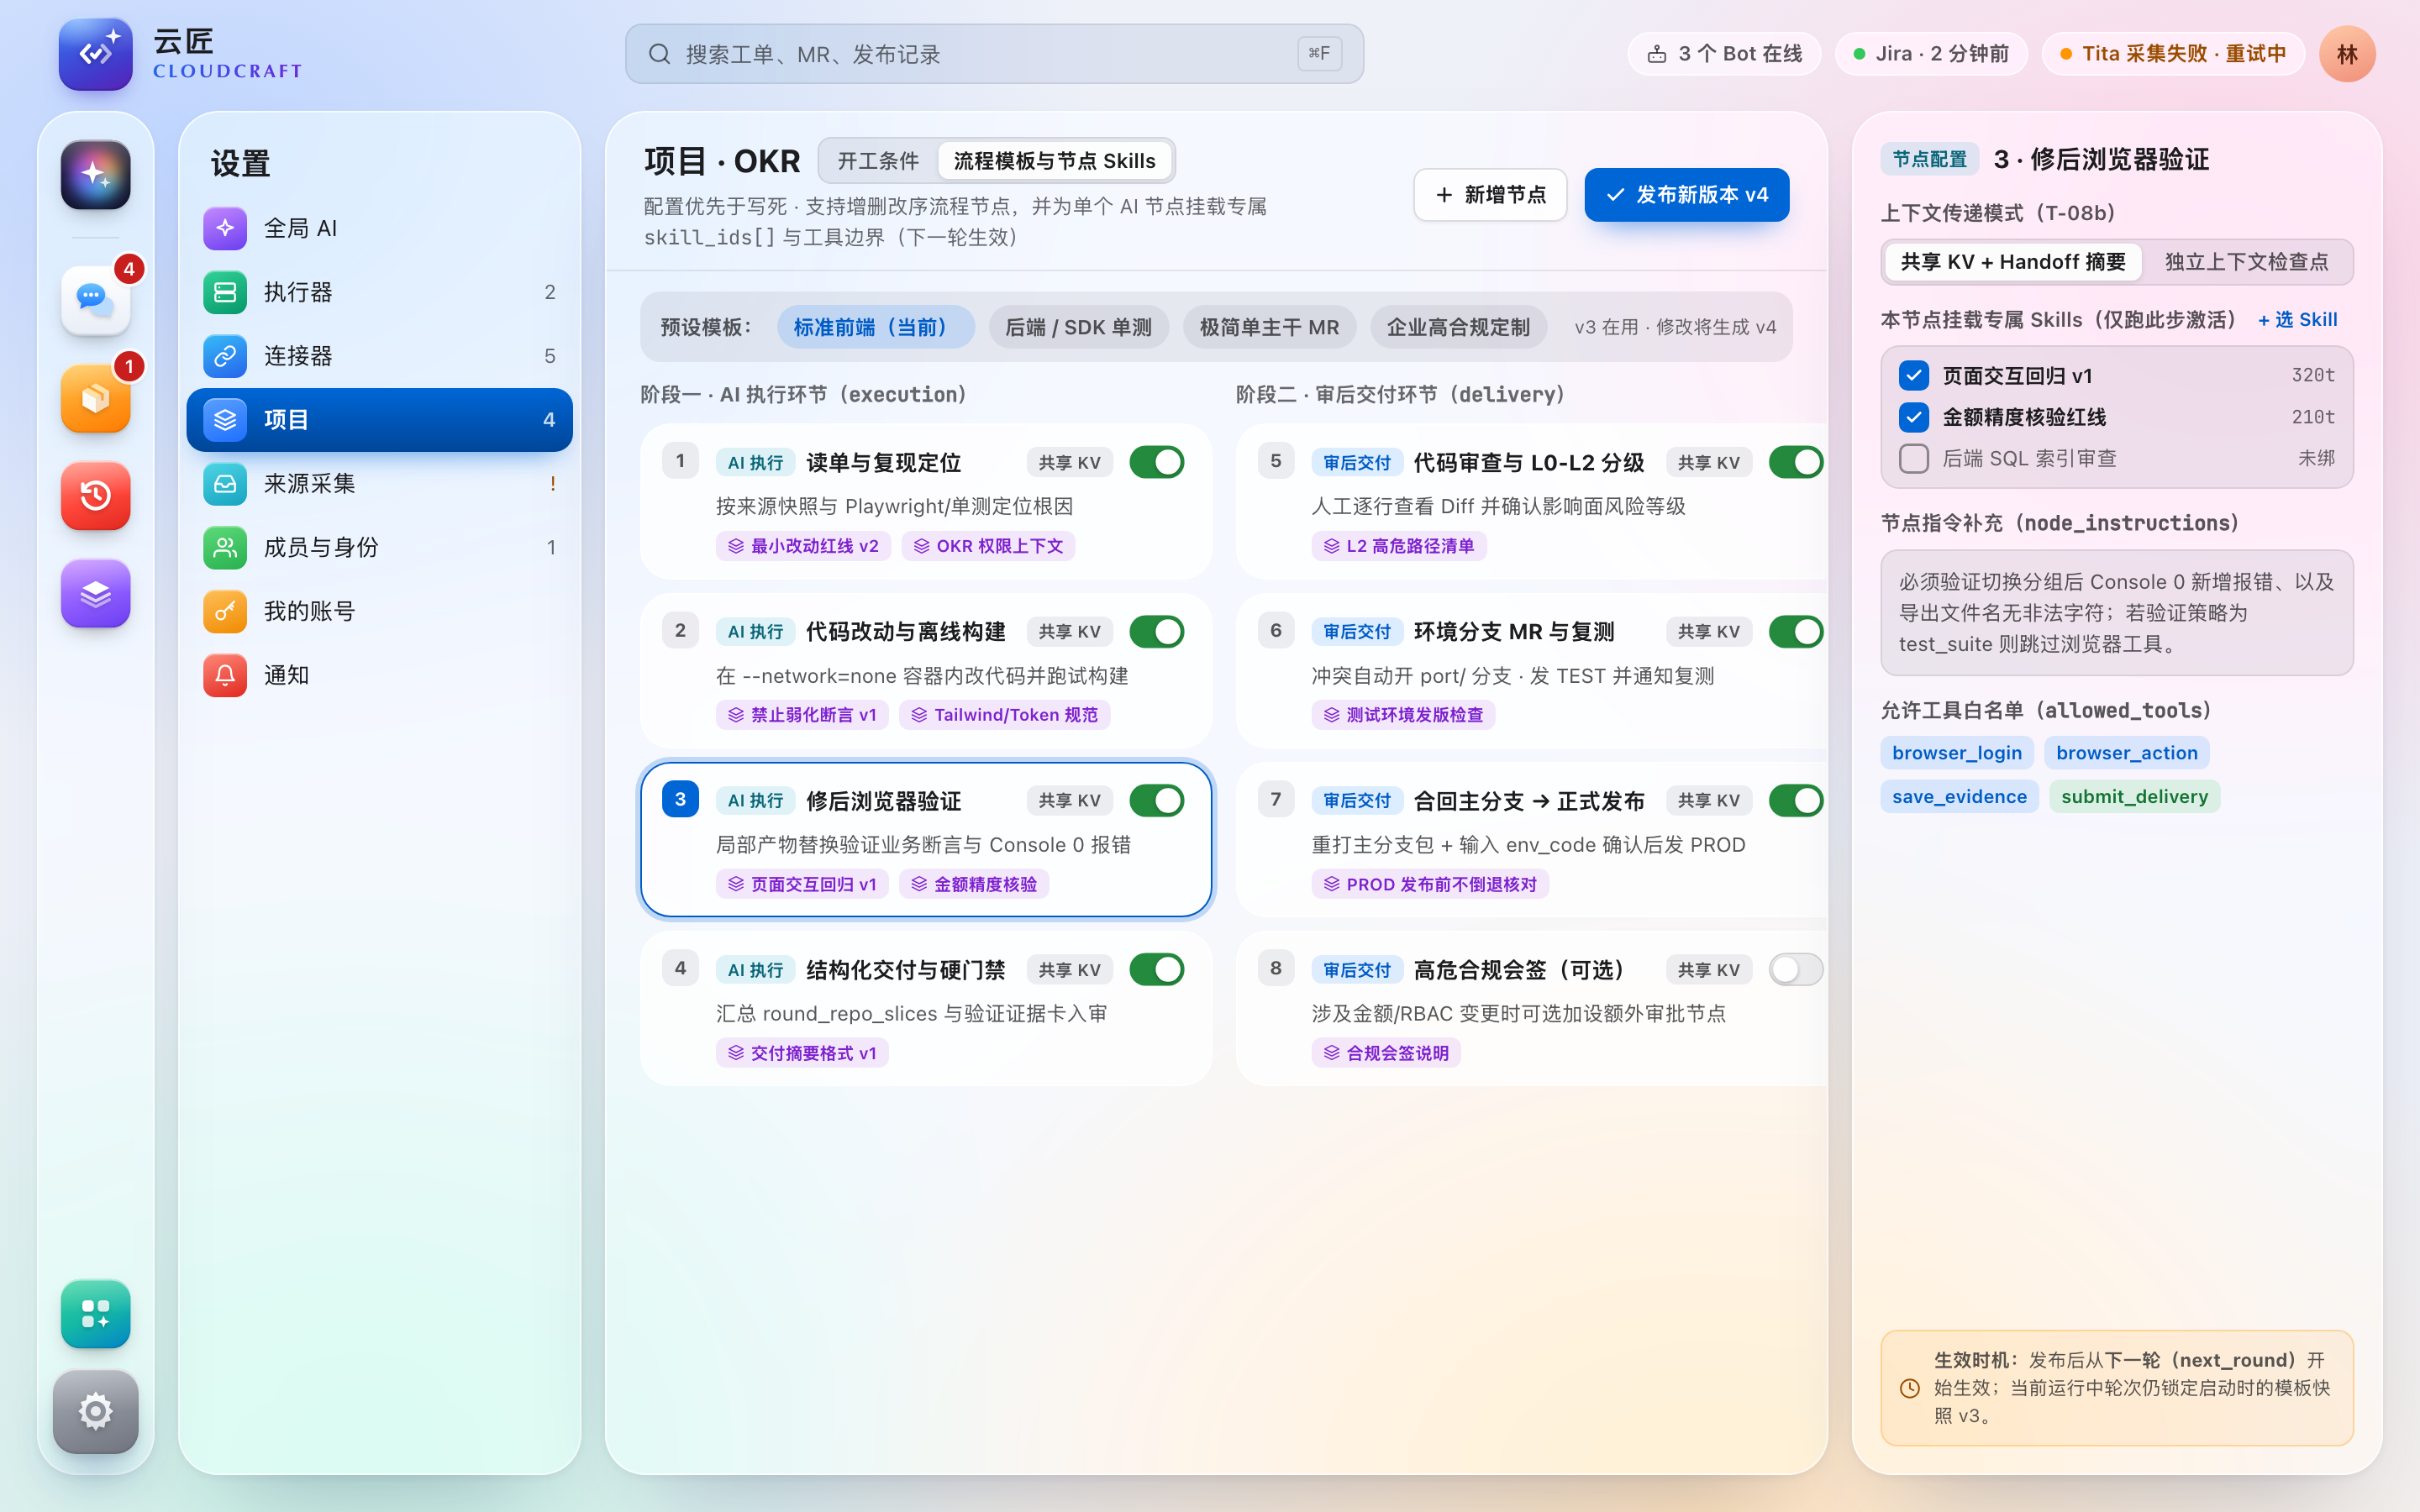 云匠
CLOUDCRAFT
搜索工单、MR、发布记录
⌘F
3 个 Bot 在线
Jira · 2 分钟前
Tita 采集失败 · 重试中
林
4
1
设置
全局 AI
执行器 2
连接器 5
项目 4
来源采集 !
成员与身份 1
我的账号
通知
项目 · OKR
开工条件
流程模板与节点 Skills
配置优先于写死 · 支持增删改序流程节点，并为单个 AI 节点挂载专属
skill_ids[] 与工具边界（下一轮生效）
新增节点
发布新版本 v4
预设模板：
标准前端（当前）
后端 / SDK 单测
极简单主干 MR
企业高合规定制
v3 在用 · 修改将生成 v4
阶段一 · AI 执行环节（execution）
1 AI 执行 读单与复现定位 共享 KV
按来源快照与 Playwright/单测定位根因
最小改动红线 v2 OKR 权限上下文
2 AI 执行 代码改动与离线构建 共享 KV
在 --network=none 容器内改代码并跑试构建
禁止弱化断言 v1 Tailwind/Token 规范
3 AI 执行 修后浏览器验证 共享 KV
局部产物替换验证业务断言与 Console 0 报错
页面交互回归 v1 金额精度核验
4 AI 执行 结构化交付与硬门禁 共享 KV
汇总 round_repo_slices 与验证证据卡入审
交付摘要格式 v1
阶段二 · 审后交付环节（delivery）
5 审后交付 代码审查与 L0-L2 分级 共享 KV
人工逐行查看 Diff 并确认影响面风险等级
L2 高危路径清单
6 审后交付 环境分支 MR 与复测 共享 KV
冲突自动开 port/ 分支 · 发 TEST 并通知复测
测试环境发版检查
7 审后交付 合回主分支 → 正式发布 共享 KV
重打主分支包 + 输入 env_code 确认后发 PROD
PROD 发布前不倒退核对
8 审后交付 高危合规会签（可选） 共享 KV
涉及金额/RBAC 变更时可选加设额外审批节点
合规会签说明
节点配置 3 · 修后浏览器验证
上下文传递模式（T-08b）
共享 KV + Handoff 摘要
独立上下文检查点
本节点挂载专属 Skills（仅跑此步激活） + 选 Skill
页面交互回归 v1 320t
金额精度核验红线 210t
后端 SQL 索引审查 未绑
节点指令补充（node_instructions）
必须验证切换分组后 Console 0 新增报错、以及
导出文件名无非法字符；若验证策略为
test_suite 则跳过浏览器工具。
允许工具白名单（allowed_tools）
browser_login browser_action
save_evidence submit_delivery
生效时机：发布后从下一轮（next_round）开
始生效；当前运行中轮次仍锁定启动时的模板快
照 v3。